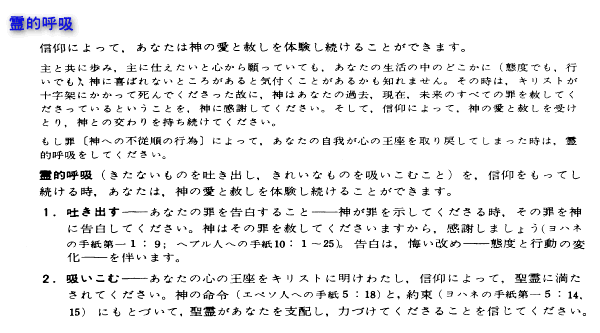 霊的呼吸
信仰によって，あなたは神の愛と赦しを体験し続けることができます。
主と共に歩み，主に仕えたいと心から願っていても，あなたの生活の中のどこかに（態度でも，行
いでも），神に喜ばれないところがあると気付くことがあるかも知れません。その時は，キリストが
十字架にかかって死んでくださった故に，神はあなたの過去，現在，未来のすべての罪を赦してく
ださっているということを，神に感謝してください。そして，信仰によって，神の愛と赦しを受け
とり，神との交わりを持ち続けてください。
もし罪〔神への不従順の行為〕によって，あなたの自我が心の王座を取り戻してしまった時は，霊
的呼吸をしてください。
霊的呼吸（きたないものを吐き出し，きれいなものを吸いこむこと）を，信仰をもってし
続ける時，あなたは，神の愛と赦しを体験し続けることができます。
1．吐き出す——あなたの罪を告白すること——神が罪を示してくださる時，その罪を神
に告白してください。神はその罪を赦してくださいますから，感謝しましょう(ヨハネ
の手紙第一1：9； ヘブル人への手紙10：1～25)。告白は，悔い改め——態度と行動の変
化——を伴います。
2．吸いこむ——あなたの心の王座をキリストに明けわたし，信仰によって，聖霊に満た
されてください。神の命令（エペソ人への手紙5：18）と，約束（ヨハネの手紙第一5：14，
15） にもとづいて，聖霊があなたを支配し，力づけてくださることを信じてください。